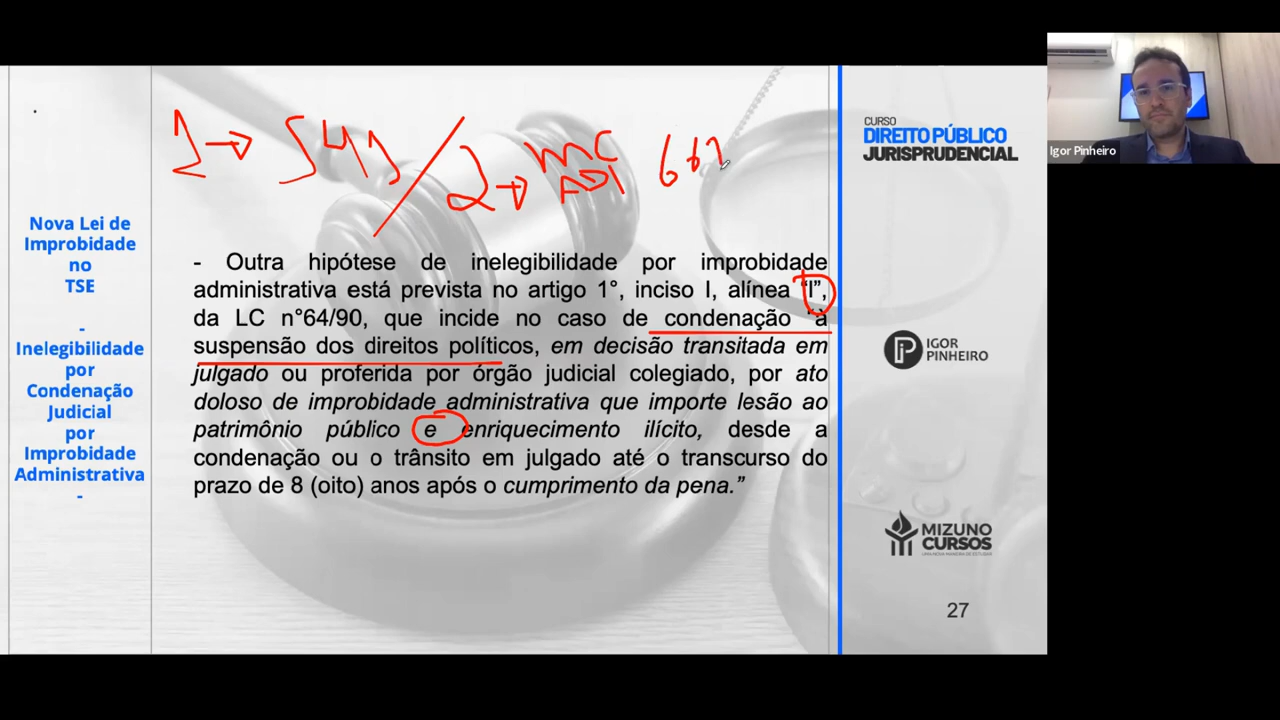 1 → 541 / 2 → MC
ADI 667
Nova Lei de
Improbidade
no
TSE
-
Inelegibilidade
por
Condenação
Judicial
por
Improbidade
Administrativa
-
- Outra hipótese de inelegibilidade por improbidade
administrativa está prevista no artigo 1°, inciso I, alínea “l”,
da LC n°64/90, que incide no caso de condenação “à
suspensão dos direitos políticos, em decisão transitada em
julgado ou proferida por órgão judicial colegiado, por ato
doloso de improbidade administrativa que importe lesão ao
patrimônio público e enriquecimento ilícito, desde a
condenação ou o trânsito em julgado até o transcurso do
prazo de 8 (oito) anos após o cumprimento da pena.”
CURSO
DIREITO PÚBLICO
JURISPRUDENCIAL
IGOR
PINHEIRO
MIZUNO
CURSOS
27
Igor Pinheiro